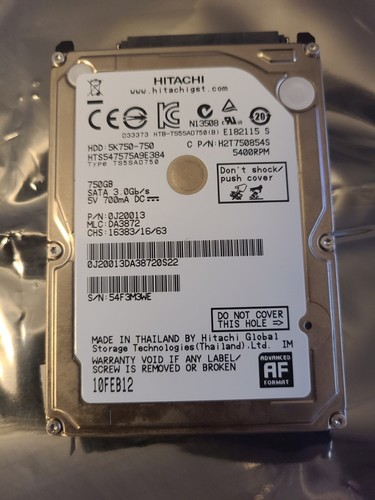 HITACHI
www.hitachigst.com
N13508
033373 HTB-TS5SAD750(B) E182115 S
20
HDD: 5K750-750
C P/N: H2T750854S
HTS547575A9E384
5400RPM
Type TS5SAD750
Don't shock/
push cover
750GB
SATA 3.0Gb/s
5V 700mA DC
P/N: 0J20013
MLC: DA3872
CHS: 16383/16/63
0J20013DA38720S22
S/N: 54F3M3WE
DO NOT COVER
THIS HOLE ⇒
MADE IN THAILAND BY Hitachi Global
Storage Technologies(Thailand).Ltd. IM
WARRANTY VOID IF ANY LABEL/
SCREW IS REMOVED OR BROKEN
10FEB12
ADVANCED
AF
FORMAT